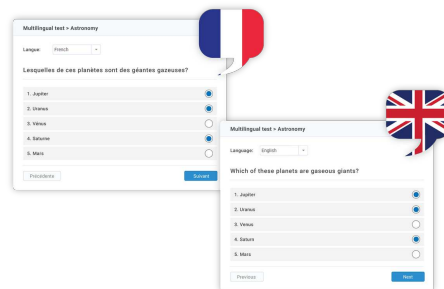 Multilingual test > Astronomy
Langue: French
Lesquelles de ces planètes sont des géantes gazeuses?
1. Jupiter
2. Uranus
3. Vénus
4. Saturne
5. Mars
Précédente
Suivant
Multilingual test > Astronomy
Language: English
Which of these planets are gaseous giants?
1. Jupiter
2. Uranus
3. Venus
4. Saturn
5. Mars
Previous
Next